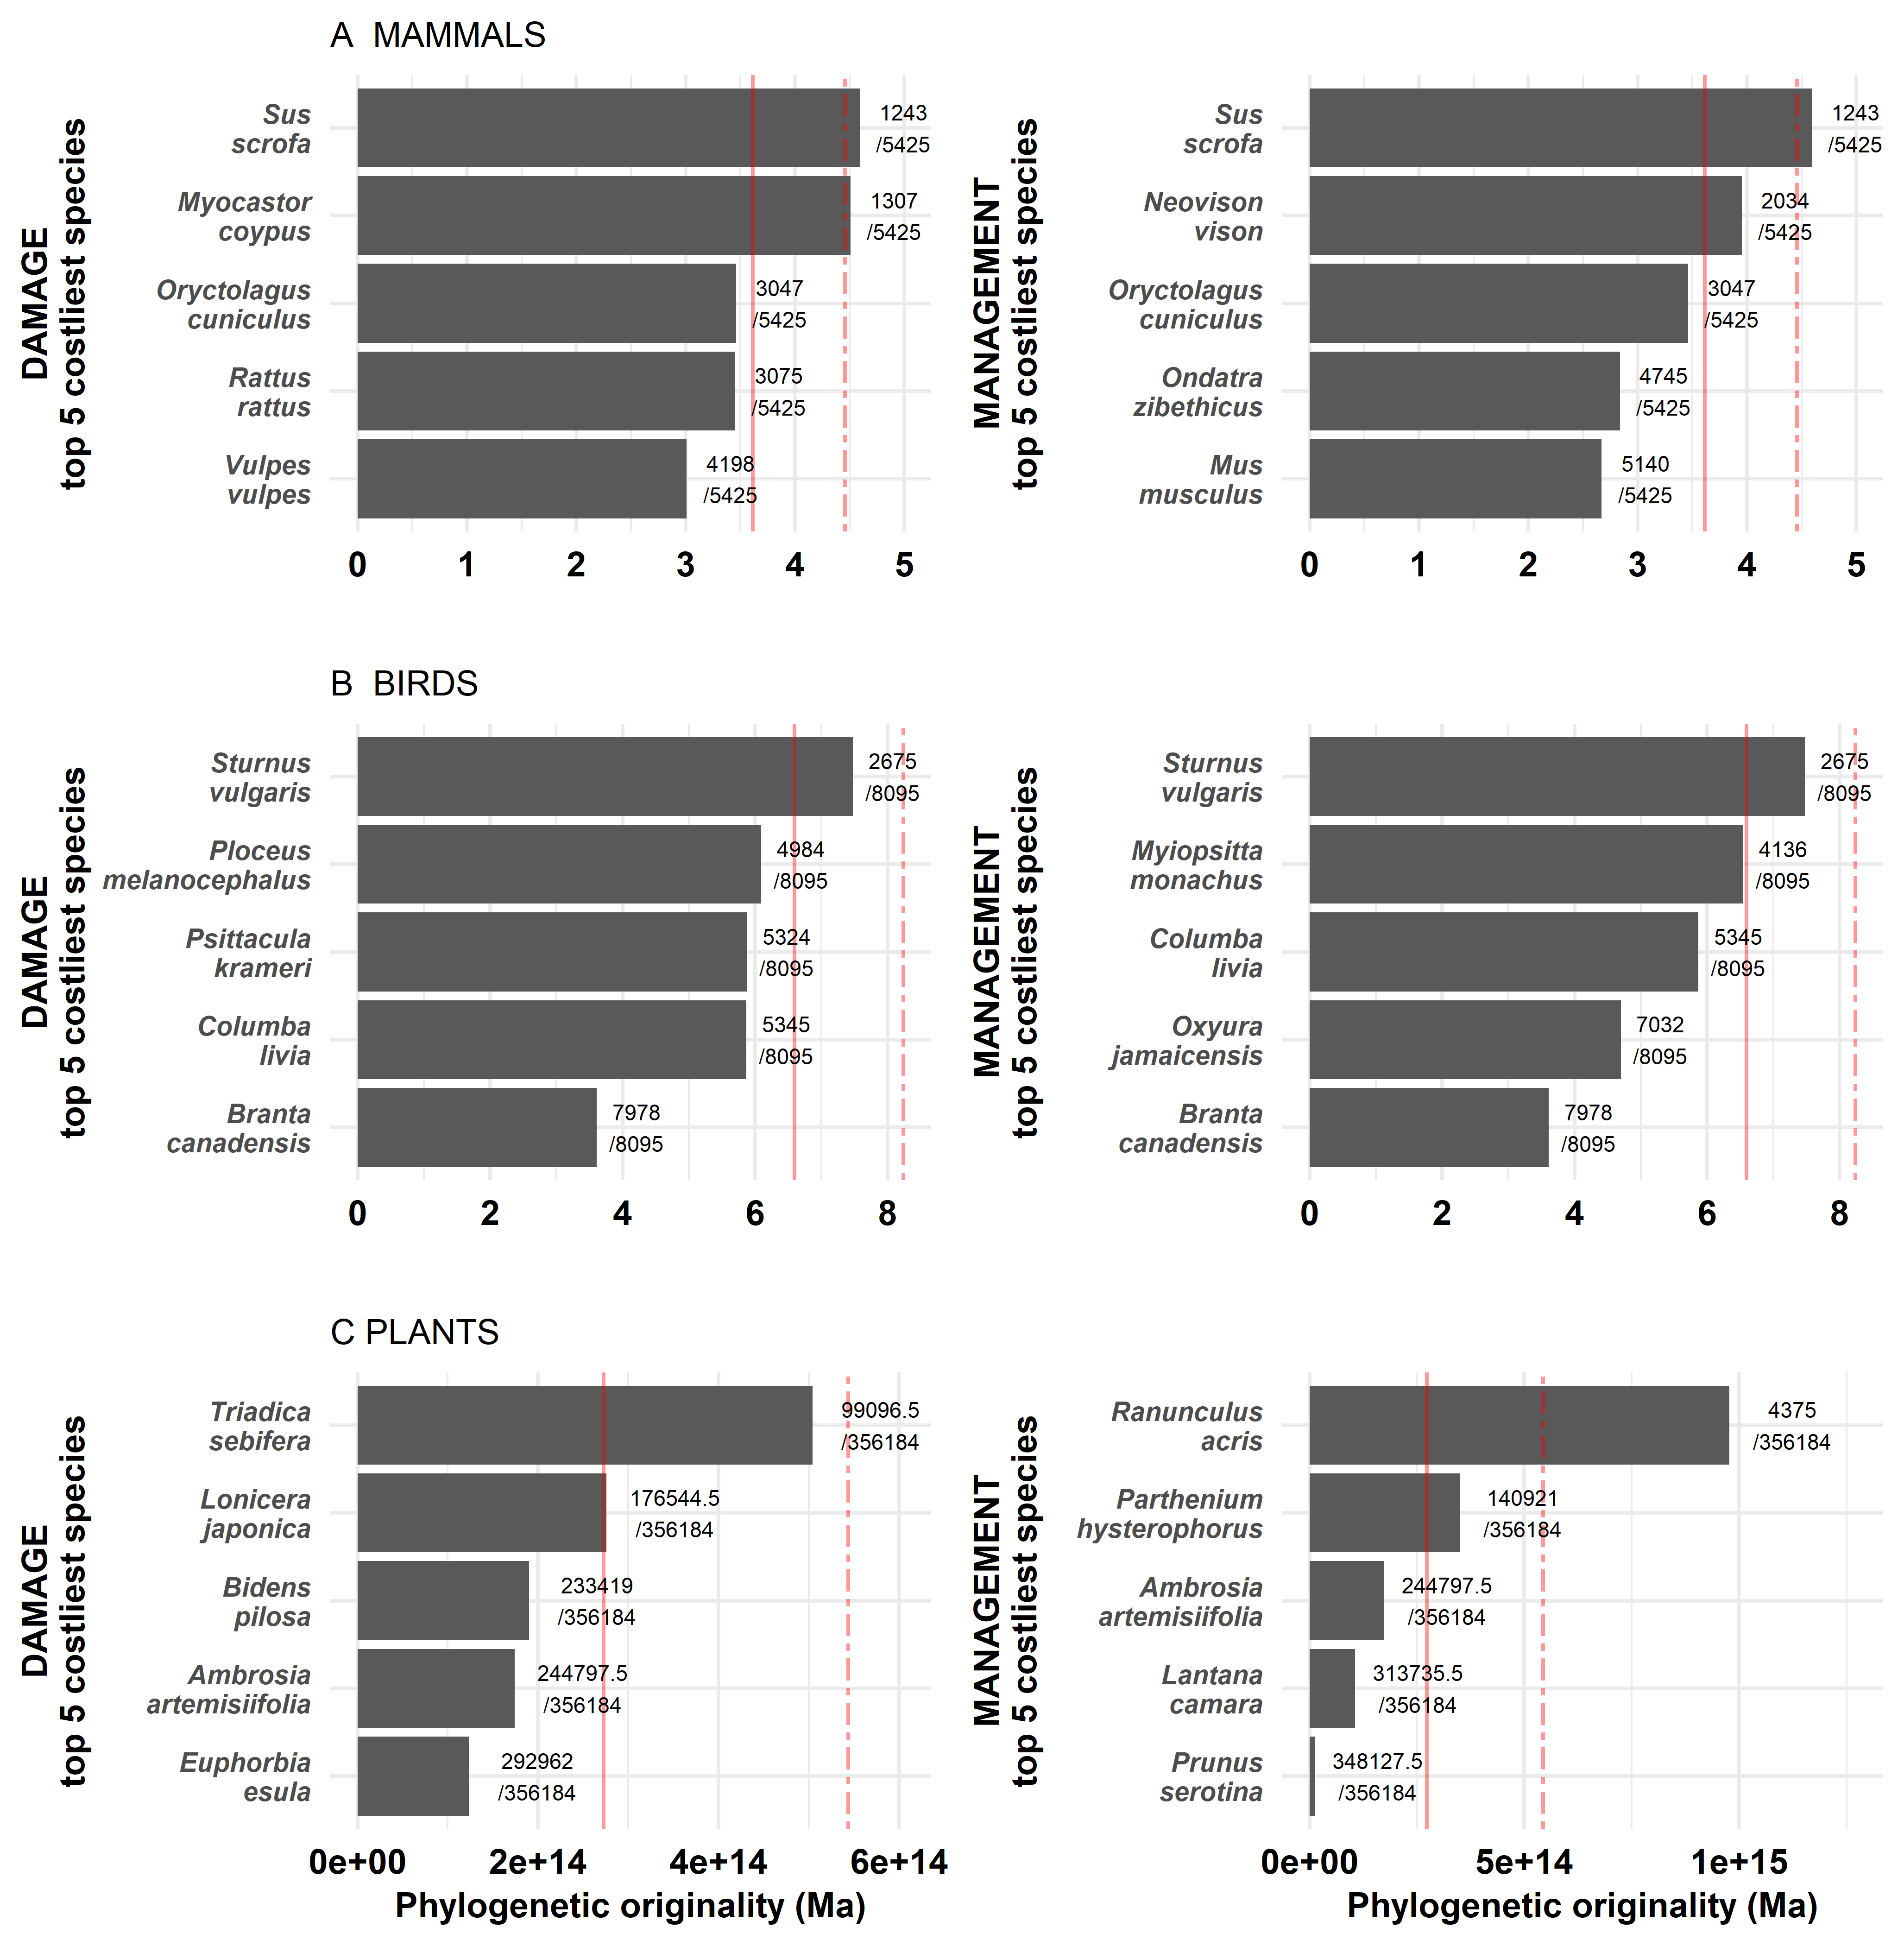 A MAMMALS
DAMAGE
top 5 costliest species
Sus
scrofa
1243
/5425
Myocastor
coypus
1307
/5425
Oryctolagus
cuniculus
3047
/5425
Rattus
rattus
3075
/5425
Vulpes
vulpes
4198
/5425
0 1 2 3 4 5
MANAGEMENT
top 5 costliest species
Sus
scrofa
1243
/5425
Neovison
vison
2034
/5425
Oryctolagus
cuniculus
3047
/5425
Ondatra
zibethicus
4745
/5425
Mus
musculus
5140
/5425
0 1 2 3 4 5
B BIRDS
DAMAGE
top 5 costliest species
Sturnus
vulgaris
2675
/8095
Ploceus
melanocephalus
4984
/8095
Psittacula
krameri
5324
/8095
Columba
livia
5345
/8095
Branta
canadensis
7978
/8095
0 2 4 6 8
MANAGEMENT
top 5 costliest species
Sturnus
vulgaris
2675
/8095
Myiopsitta
monachus
4136
/8095
Columba
livia
5345
/8095
Oxyura
jamaicensis
7032
/8095
Branta
canadensis
7978
/8095
0 2 4 6 8
C PLANTS
DAMAGE
top 5 costliest species
Triadica
sebifera
99096.5
/356184
Lonicera
japonica
176544.5
/356184
Bidens
pilosa
233419
/356184
Ambrosia
artemisiifolia
244797.5
/356184
Euphorbia
esula
292962
/356184
0e+00 2e+14 4e+14 6e+14
Phylogenetic originality (Ma)
MANAGEMENT
top 5 costliest species
Ranunculus
acris
4375
/356184
Parthenium
hysterophorus
140921
/356184
Ambrosia
artemisiifolia
244797.5
/356184
Lantana
camara
313735.5
/356184
Prunus
serotina
348127.5
/356184
0e+00 5e+14 1e+15
Phylogenetic originality (Ma)